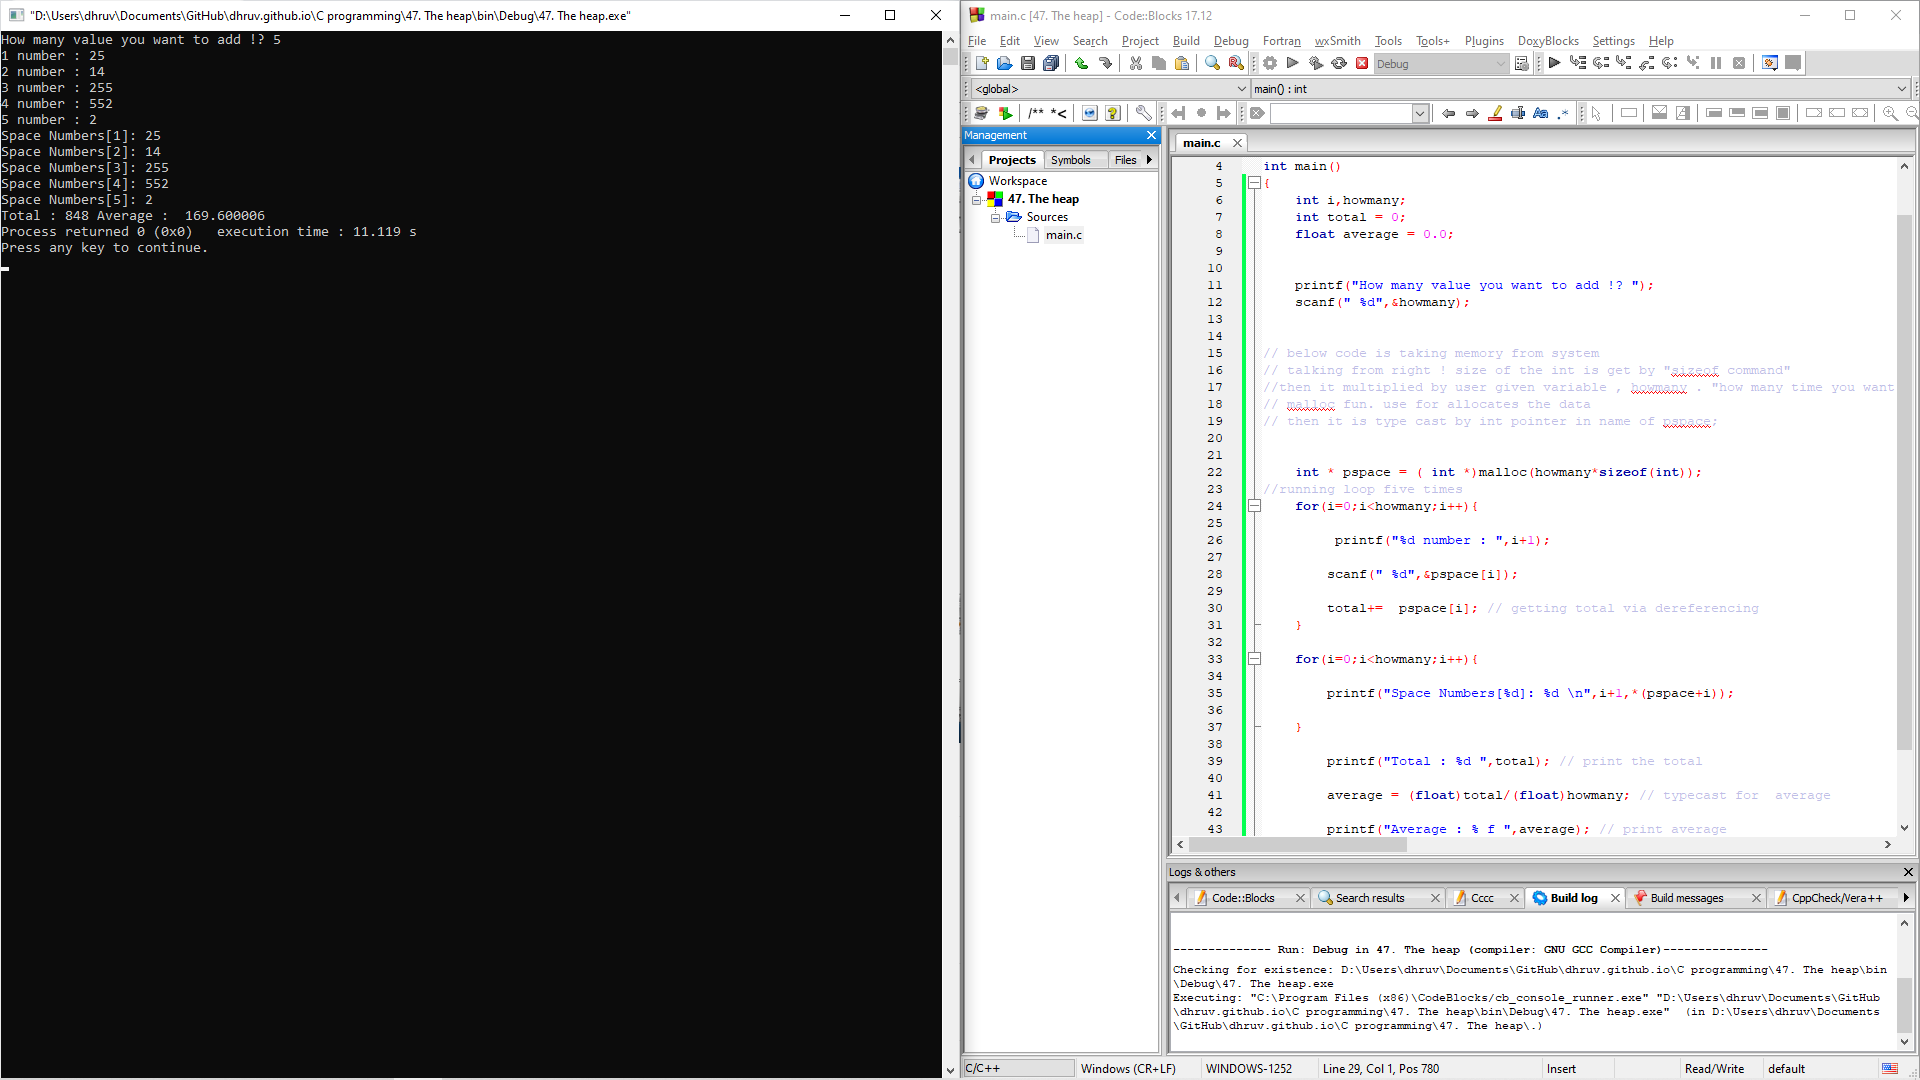 "D:\Users\dhruv\Documents\GitHub\dhruv.github.io\C programming\47. The heap\bin\Debug\47. The heap.exe"
How many value you want to add !? 5
1 number : 25
2 number : 14
3 number : 255
4 number : 552
5 number : 2
Space Numbers[1]: 25
Space Numbers[2]: 14
Space Numbers[3]: 255
Space Numbers[4]: 552
Space Numbers[5]: 2
Total : 848 Average :  169.600006
Process returned 0 (0x0)   execution time : 11.119 s
Press any key to continue.
main.c [47. The heap] - Code::Blocks 17.12
File Edit View Search Project Build Debug Fortran wxSmith Tools Tools+ Plugins DoxyBlocks Settings Help
Debug
<global> main() : int
/** *<
Aa .*
Management
Projects Symbols Files
Workspace
47. The heap
Sources
main.c
main.c
4 int main()
5 {
6 int i,howmany;
7 int total = 0;
8 float average = 0.0;
9
10
11 printf("How many value you want to add !? ");
12 scanf(" %d",&howmany);
13
14
15 // below code is taking memory from system
16 // talking from right ! size of the int is get by "sizeof command"
17 //then it multiplied by user given variable , howmany . "how many time you want
18 // malloc fun. use for allocates the data
19 // then it is type cast by int pointer in name of pspace;
20
21
22 int * pspace = ( int *)malloc(howmany*sizeof(int));
23 //running loop five times
24 for(i=0;i<howmany;i++){
25
26 printf("%d number : ",i+1);
27
28 scanf(" %d",&pspace[i]);
29
30 total+=  pspace[i]; // getting total via dereferencing
31 }
32
33 for(i=0;i<howmany;i++){
34
35 printf("Space Numbers[%d]: %d \n",i+1,*(pspace+i));
36
37 }
38
39 printf("Total : %d ",total); // print the total
40
41 average = (float)total/(float)howmany; // typecast for  average
42
43 printf("Average : % f ",average); // print average
Logs & others
Code::Blocks Search results Cccc Build log Build messages CppCheck/Vera++
-------------- Run: Debug in 47. The heap (compiler: GNU GCC Compiler)---------------
Checking for existence: D:\Users\dhruv\Documents\GitHub\dhruv.github.io\C programming\47. The heap\bin
\Debug\47. The heap.exe
Executing: "C:\Program Files (x86)\CodeBlocks/cb_console_runner.exe" "D:\Users\dhruv\Documents\GitHub
\dhruv.github.io\C programming\47. The heap\bin\Debug\47. The heap.exe"  (in D:\Users\dhruv\Documents
\GitHub\dhruv.github.io\C programming\47. The heap\.)
C/C++ Windows (CR+LF) WINDOWS-1252 Line 29, Col 1, Pos 780 Insert Read/Write default